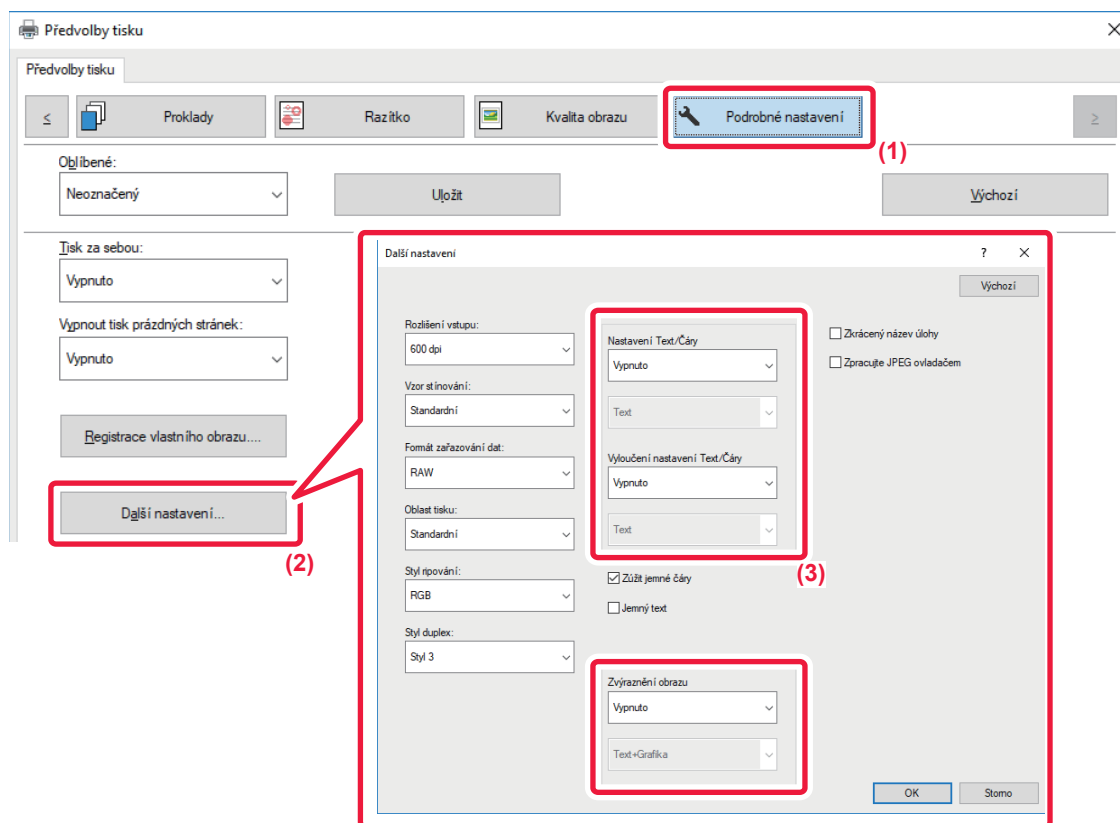 Předvolby tisku
Předvolby tisku
≤
Proklady
Razítko
Kvalita obrazu
Podrobné nastavení
≥
(1)
Oblíbené:
Neoznačený
Uložit
Výchozí
Tisk za sebou:
Vypnuto
Vypnout tisk prázdných stránek:
Vypnuto
Registrace vlastního obrazu....
Další nastavení...
(2)
Další nastavení
?
Výchozí
Rozlišení vstupu:
600 dpi
Vzor stínování:
Standardní
Formát zařazování dat:
RAW
Oblast tisku:
Standardní
Styl ripování:
RGB
Styl duplex:
Styl 3
Nastavení Text/Čáry
Vypnuto
Text
Vyloučení nastavení Text/Čáry
Vypnuto
Text
(3)
Zúžit jemné čáry
Jemný text
Zvýraznění obrazu
Vypnuto
Text+Grafika
Zkrácený název úlohy
Zpracujte JPEG ovladačem
OK
Storno